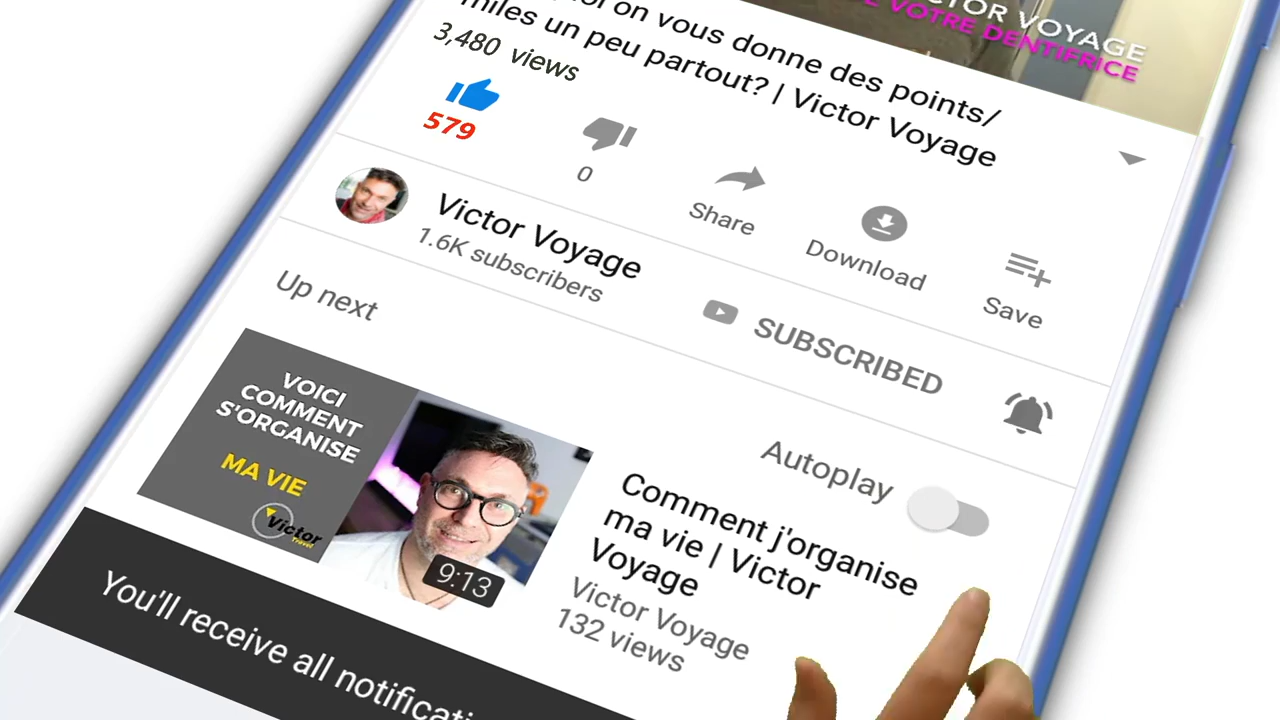 CTOR VOYAGE
VOTRE DENTIFRICE
on vous donne des points/
miles un peu partout? | Victor Voyage
3,480 views
579
0
Share
Download
Save
Victor Voyage
1.6K subscribers
SUBSCRIBED
Up next
Autoplay
VOICI
COMMENT
S'ORGANISE
MA VIE
Victor
Travel
9:13
Comment j'organise
ma vie | Victor
Voyage
Victor Voyage
132 views
You'll receive all notificati